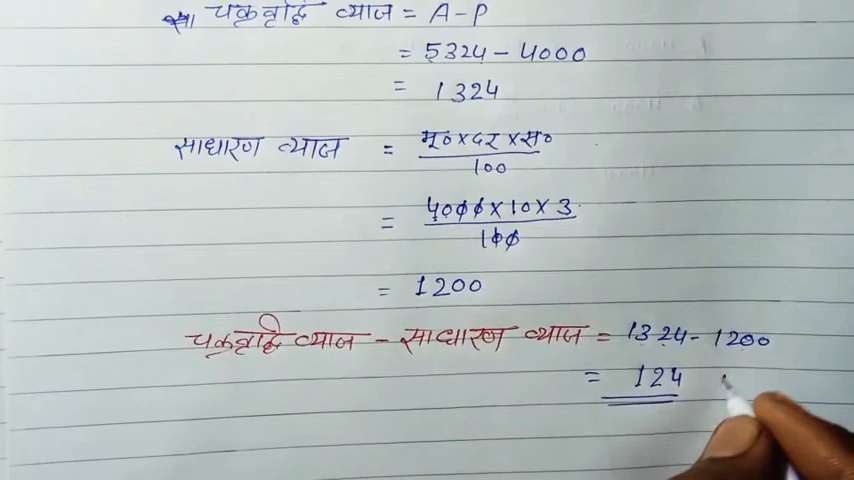 चक्रवृद्धि व्याज = A - P
= 5324 - 4000
= 1324
साधारण व्याज = मू० × दर × स० / 100
= 4000 × 10 × 3 / 100
= 1200
चक्रवृद्धि व्याज - साधारण व्याज = 1324 - 1200
= 124